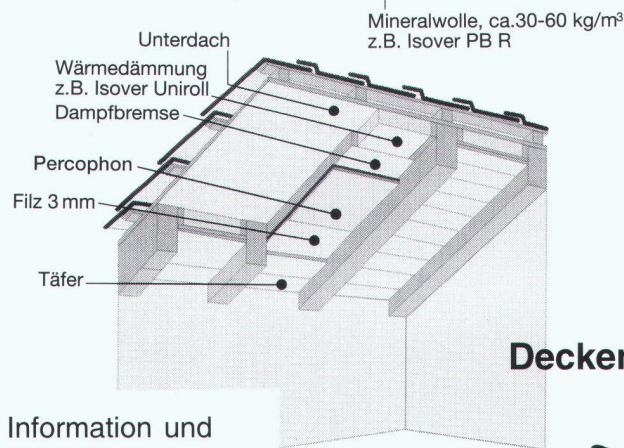 Mineralwolle, ca.30-60 kg/m³
z.B. Isover PB R
Unterdach
Wärmedämmung
z.B. Isover Uniroll
Dampfbremse
Percophon
Filz 3 mm
Täfer
Decken
Information und